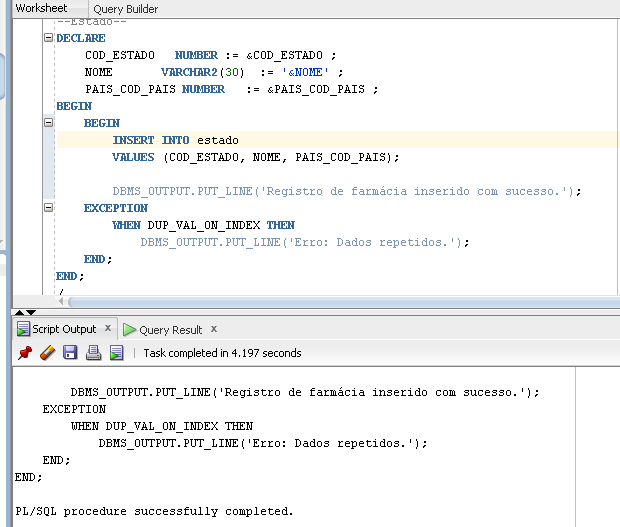 Worksheet Query Builder
--Estado--
DECLARE
COD_ESTADO NUMBER := &COD_ESTADO ;
NOME VARCHAR2(30) := '&NOME' ;
PAIS_COD_PAIS NUMBER := &PAIS_COD_PAIS ;
BEGIN
BEGIN
INSERT INTO estado
VALUES (COD_ESTADO, NOME, PAIS_COD_PAIS);
DBMS_OUTPUT.PUT_LINE('Registro de farmácia inserido com sucesso.');
EXCEPTION
WHEN DUP_VAL_ON_INDEX THEN
DBMS_OUTPUT.PUT_LINE('Erro: Dados repetidos.');
END;
END;
/
Script Output x Query Result x
Task completed in 4.197 seconds
DBMS_OUTPUT.PUT_LINE('Registro de farmácia inserido com sucesso.');
EXCEPTION
WHEN DUP_VAL_ON_INDEX THEN
DBMS_OUTPUT.PUT_LINE('Erro: Dados repetidos.');
END;
END;
PL/SQL procedure successfully completed.